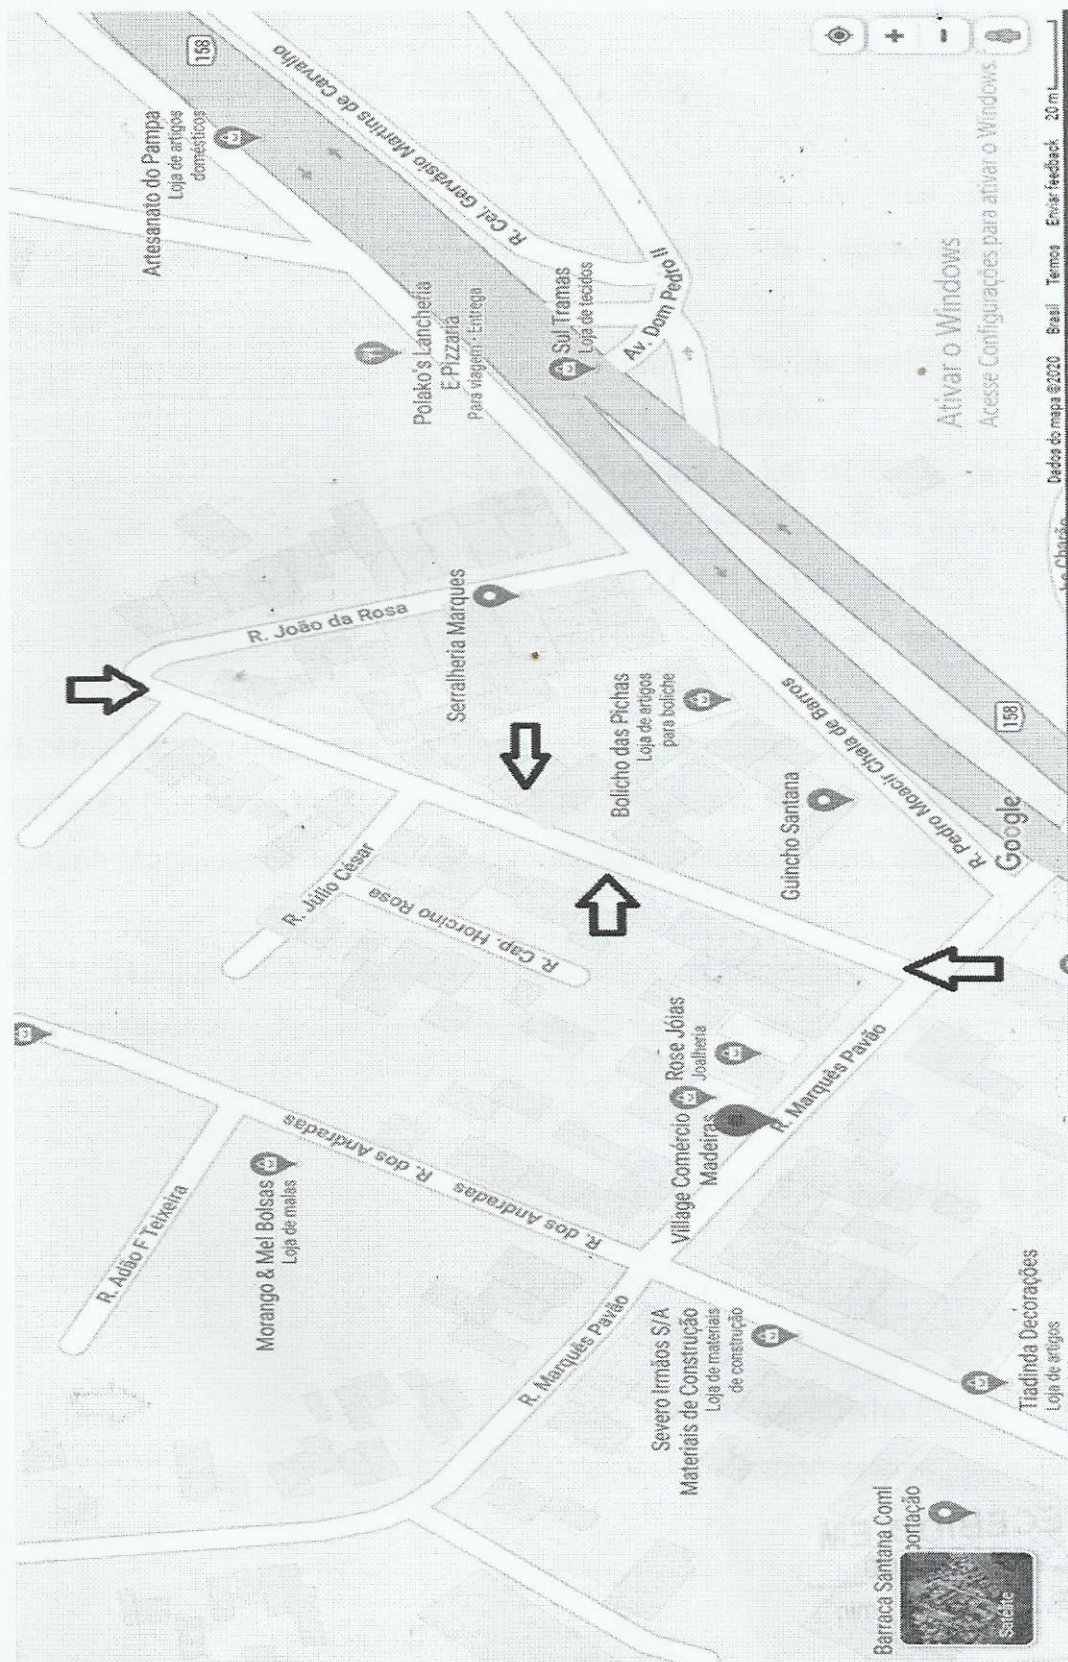 158
Artesanato do Pampa
Loja de artigos
domésticos
R. Cel. Gervásio Martins de Carvalho
Polako's Lancheria
E Pizzaria
Para viagem · Entrega
Sul Tramas
Loja de tecidos
Av. Dom Pedro II
R. João da Rosa
Serralheria Marques
Bolicho das Pichas
Loja de artigos
para boliche
R. Pedro Moacir Chala de Barros
158
Guincho Santana
R. Júlio César
R. Cap. Horcino Rosa
Google
Rose Jóias
Joalheria
Village Comércio
Madeiras
R. Marquês Pavão
R. dos Andradas
R. dos Andradas
R. Adão F Teixeira
Morango & Mel Bolsas
Loja de malas
R. Marquês Pavão
Severo Irmãos S/A
Materiais de Construção
Loja de materiais
de construção
Tiadinda Decorações
Loja de artigos
Barraca Santana Coml
portação
Satélite
Ativar o Windows
Acesse Configurações para ativar o Windows.
Dados do mapa ©2020 Brasil Termos Enviar feedback 20 m